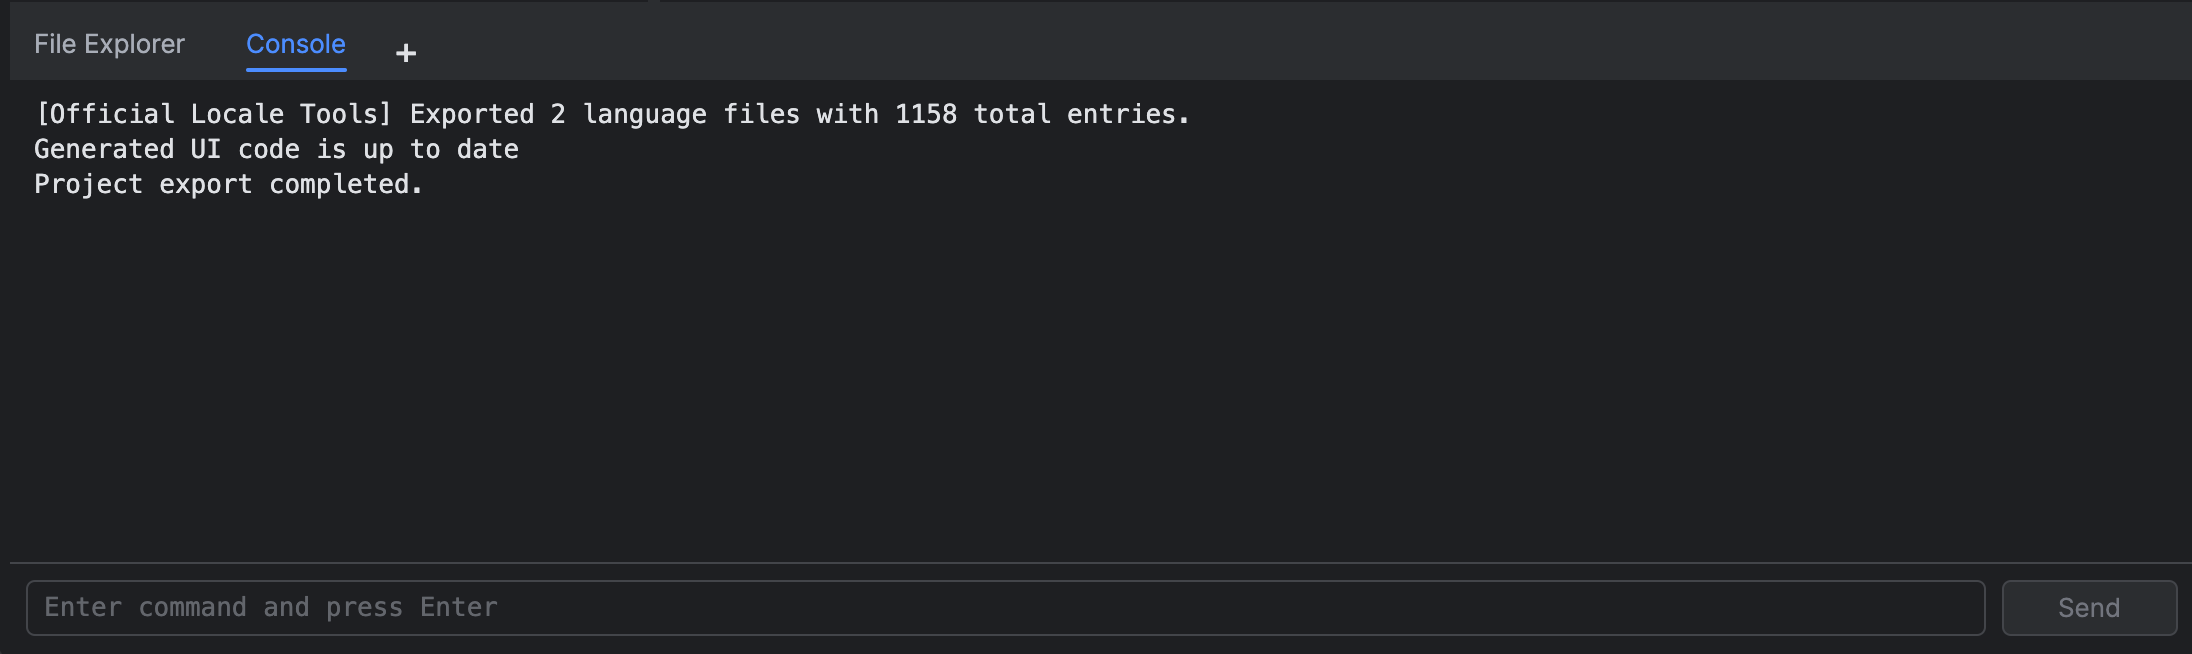 File Explorer Console +
[Official Locale Tools] Exported 2 language files with 1158 total entries.
Generated UI code is up to date
Project export completed.
Enter command and press Enter Send